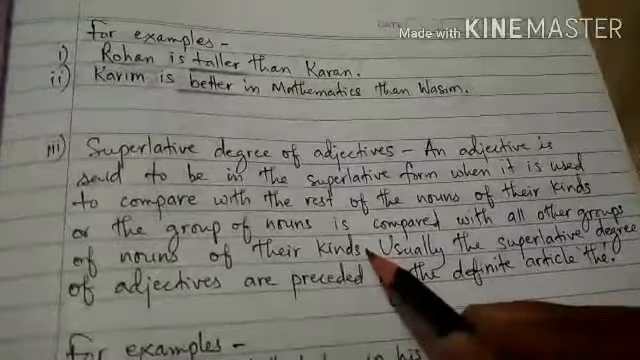 Made with KINEMASTER
For examples -
i) Rohan is taller than Karan.
ii) Karim is better in Mathematics than Wasim.
iii) Superlative degree of adjectives - An adjective is
said to be in the superlative form when it is used
to compare with the rest of the nouns of their kinds
or the group of nouns is compared with all other groups
of nouns of their kinds. Usually the superlative degree
of adjectives are preceded the definite article the.
For examples -
in his